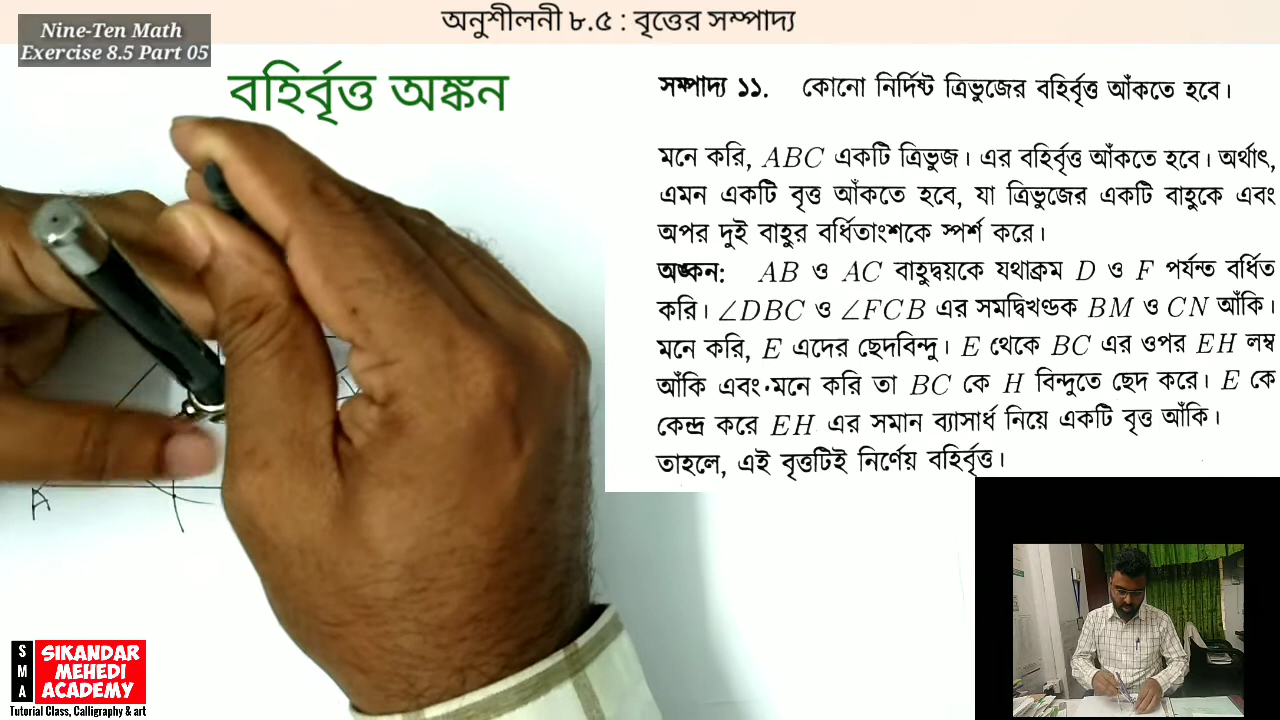 অনুশীলনী ৮.৫ : বৃত্তের সম্পাদ্য
Nine-Ten Math
Exercise 8.5 Part 05
বহির্বৃত্ত অঙ্কন
সম্পাদ্য ১১. কোনো নির্দিষ্ট ত্রিভুজের বহির্বৃত্ত আঁকতে হবে।
মনে করি, ABC একটি ত্রিভুজ। এর বহির্বৃত্ত আঁকতে হবে। অর্থাৎ,
এমন একটি বৃত্ত আঁকতে হবে, যা ত্রিভুজের একটি বাহুকে এবং
অপর দুই বাহুর বর্ধিতাংশকে স্পর্শ করে।
অঙ্কন: AB ও AC বাহুদ্বয়কে যথাক্রম D ও F পর্যন্ত বর্ধিত
করি। ∠DBC ও ∠FCB এর সমদ্বিখণ্ডক BM ও CN আঁকি।
মনে করি, E এদের ছেদবিন্দু। E থেকে BC এর ওপর EH লম্ব
আঁকি এবং মনে করি তা BC কে H বিন্দুতে ছেদ করে। E কে
কেন্দ্র করে EH এর সমান ব্যাসার্ধ নিয়ে একটি বৃত্ত আঁকি।
তাহলে, এই বৃত্তটিই নির্ণেয় বহির্বৃত্ত।
A
SMA
SIKANDAR
MEHEDI
ACADEMY
Tutorial Class, Calligraphy & art